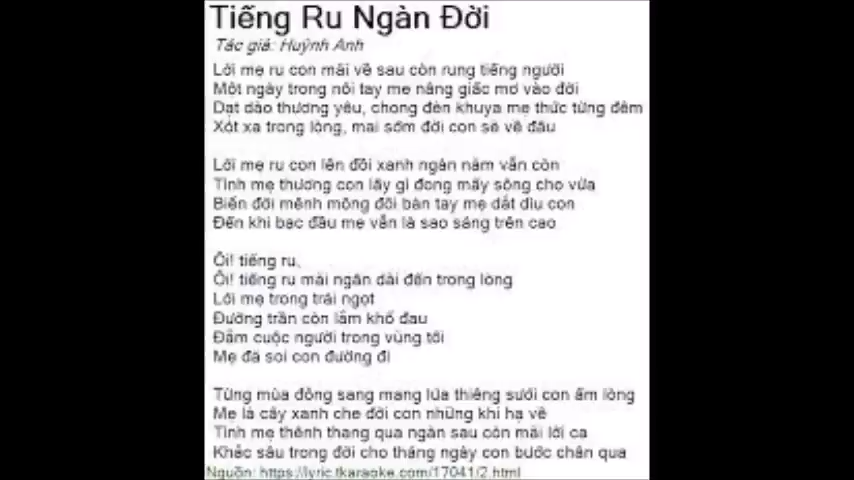 Tiếng Ru Ngàn Đời
Tác giả: Huỳnh Anh
Lời mẹ ru con mãi về sau còn rung tiếng người
Một ngày trong nôi tay mẹ nâng giấc mơ vào đời
Dạt dào thương yêu, chong đèn khuya mẹ thức từng đêm
Xót xa trong lòng, mai sớm đời con sẽ về đâu
Lời mẹ ru con lên đồi xanh ngàn năm vẫn còn
Tình mẹ thương con lấy gì đong mấy sông cho vừa
Biển đời mênh mông đôi bàn tay mẹ dắt dìu con
Đến khi bạc đầu mẹ vẫn là sao sáng trên cao
Ôi! tiếng ru,
Ôi! tiếng ru mãi ngân dài đến trong lòng
Lời mẹ trong trái ngọt
Đường trần còn lắm khổ đau
Đẫm cuộc người trong vùng tối
Mẹ đã soi con đường đi
Từng mùa đông sang mang lửa thiêng sưởi con ấm lòng
Mẹ là cây xanh che đời con những khi hạ về
Tình mẹ thênh thang qua ngàn sau còn mãi lời ca
Khắc sâu trong đời cho tháng ngày con bước chân qua
Nguồn: https://lyric.tkaraoke.com/17041/2.html